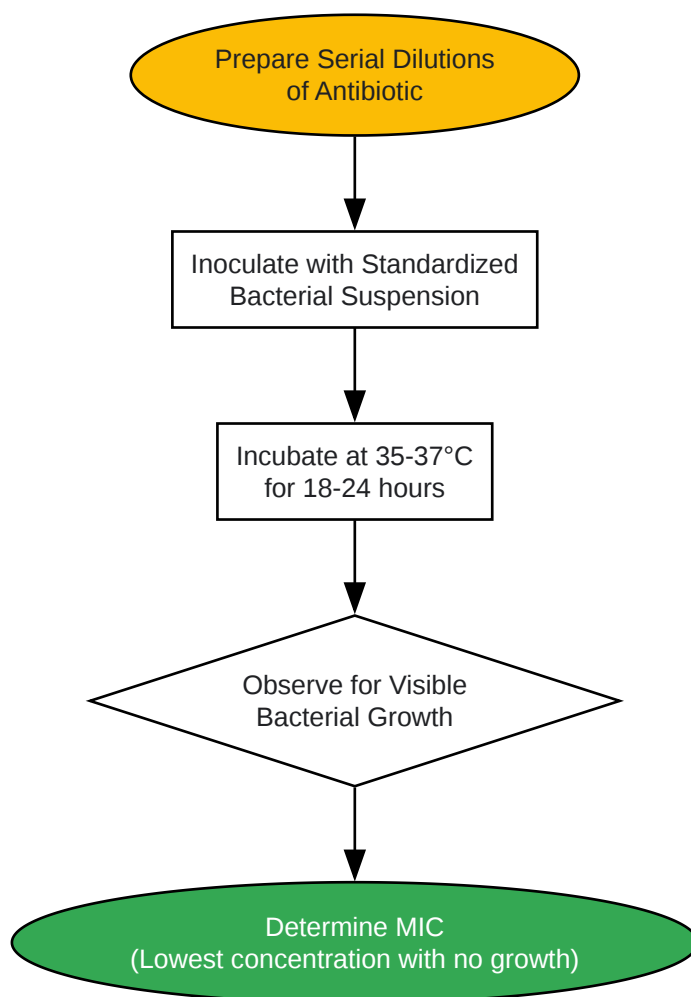 Prepare Serial Dilutions
of Antibiotic
Inoculate with Standardized
Bacterial Suspension
Incubate at 35-37°C
for 18-24 hours
Observe for Visible
Bacterial Growth
Determine MIC
(Lowest concentration with no growth)